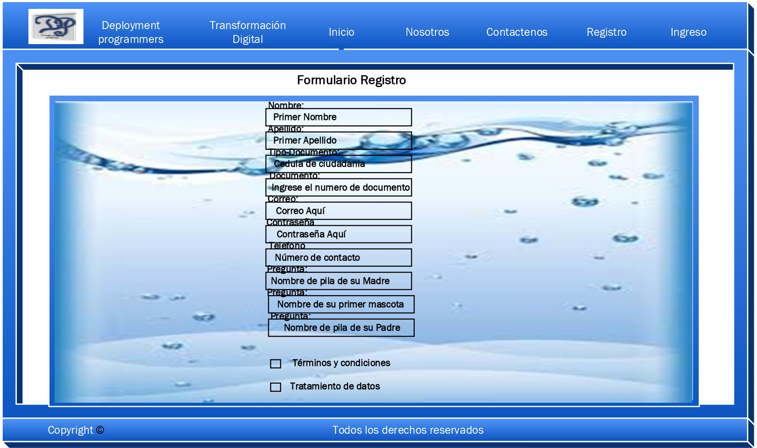 Deployment
programmers
Transformación
Digital
Inicio
Nosotros
Contactenos
Registro
Ingreso
Formulario Registro
Nombre:
Primer Nombre
Apellido:
Primer Apellido
Tipo-Documento:
Cedula de ciudadania
Documento:
Ingrese el numero de documento
Correo:
Correo Aquí
Contraseña
Contraseña Aquí
Telefono
Número de contacto
Pregunta:
Nombre de pila de su Madre
Pregunta:
Nombre de su primer mascota
Pregunta:
Nombre de pila de su Padre
Términos y condiciones
Tratamiento de datos
Copyright ©
Todos los derechos reservados